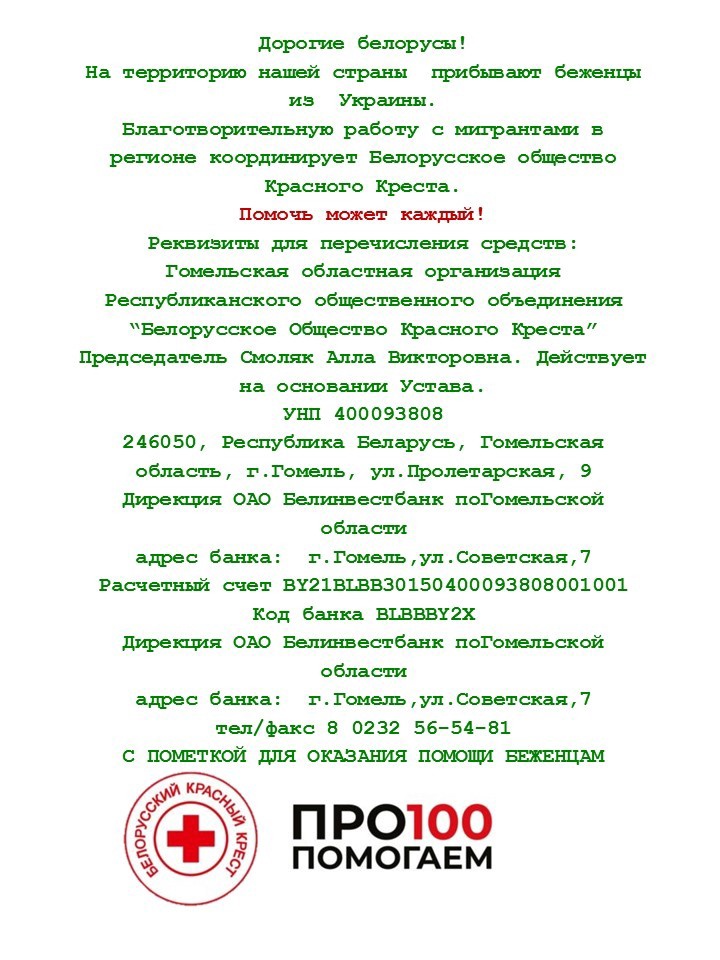 Дорогие белорусы!
На территорию нашей страны  прибывают беженцы
из  Украины.
Благотворительную работу с мигрантами в
регионе координирует Белорусское общество
Красного Креста.
Помочь может каждый!
Реквизиты для перечисления средств:
Гомельская областная организация
Республиканского общественного объединения
“Белорусское Общество Красного Креста”
Председатель Смоляк Алла Викторовна. Действует
на основании Устава.
УНП 400093808
246050, Республика Беларусь, Гомельская
область, г.Гомель, ул.Пролетарская, 9
Дирекция ОАО Белинвестбанк поГомельской
области
адрес банка:  г.Гомель,ул.Советская,7
Расчетный счет BY21BLBB30150400093808001001
Код банка BLBBBY2X
Дирекция ОАО Белинвестбанк поГомельской
области
адрес банка:  г.Гомель,ул.Советская,7
тел/факс 8 0232 56-54-81
С ПОМЕТКОЙ ДЛЯ ОКАЗАНИЯ ПОМОЩИ БЕЖЕНЦАМ
БЕЛОРУССКИЙ КРАСНЫЙ КРЕСТ
ПРО100
ПОМОГАЕМ